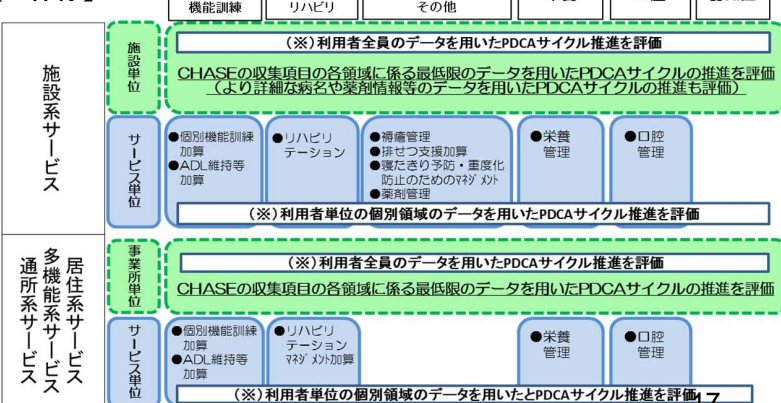 機能訓練
リハビリ
その他
施設系サービス
施設単位
(※)利用者全員のデータを用いたPDCAサイクル推進を評価
CHASEの収集項目の各領域に係る最低限のデータを用いたPDCAサイクルの推進を評価
(より詳細な病名や薬剤情報等のデータを用いたPDCAサイクルの推進も評価)
サービス単位
●個別機能訓練
加算
●ADL維持等
加算
●リハビリ
テーション
●褥瘡管理
●排せつ支援加算
●寝たきり予防・重度化
防止のためのマネジメント
●薬剤管理
●栄養
管理
●口腔
管理
(※)利用者単位の個別領域のデータを用いたPDCAサイクル推進を評価
居住系サービス
多機能系サービス
通所系サービス
事業所単位
(※)利用者全員のデータを用いたPDCAサイクル推進を評価
CHASEの収集項目の各領域に係る最低限のデータを用いたPDCAサイクルの推進を評価
サービス単位
●個別機能訓練
加算
●ADL維持等
加算
●リハビリ
テーション
マネジメント加算
●栄養
管理
●口腔
管理
(※)利用者単位の個別領域のデータを用いたとPDCAサイクル推進を評価
17